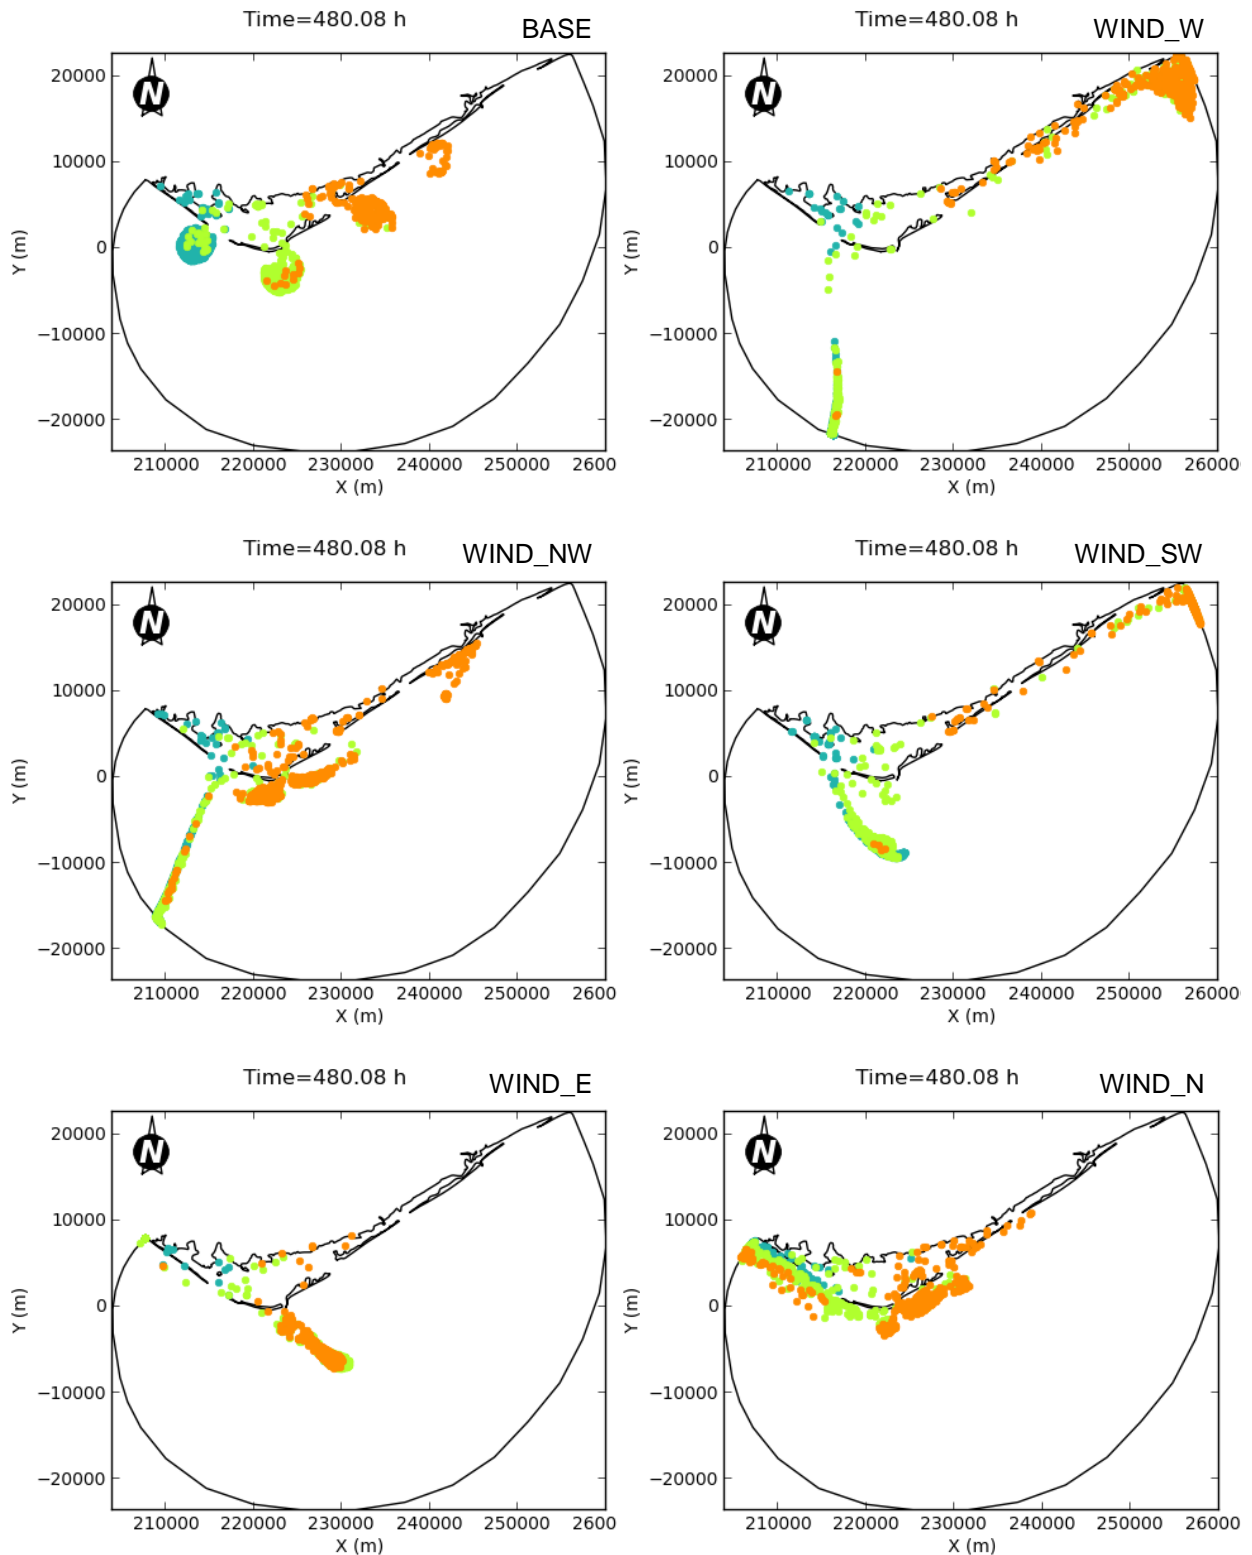 Time=480.08 h BASE
20000
10000
0
−10000
−20000
Y (m)
N
210000 220000 230000 240000 250000 2600
X (m)
Time=480.08 h WIND_W
20000
10000
0
−10000
−20000
Y (m)
N
210000 220000 230000 240000 250000 26000
X (m)
Time=480.08 h WIND_NW
20000
10000
0
−10000
−20000
Y (m)
N
210000 220000 230000 240000 250000 2600
X (m)
Time=480.08 h WIND_SW
20000
10000
0
−10000
−20000
Y (m)
N
210000 220000 230000 240000 250000 26000
X (m)
Time=480.08 h WIND_E
20000
10000
0
−10000
−20000
Y (m)
N
210000 220000 230000 240000 250000 2600
X (m)
Time=480.08 h WIND_N
20000
10000
0
−10000
−20000
Y (m)
N
210000 220000 230000 240000 250000 26000
X (m)